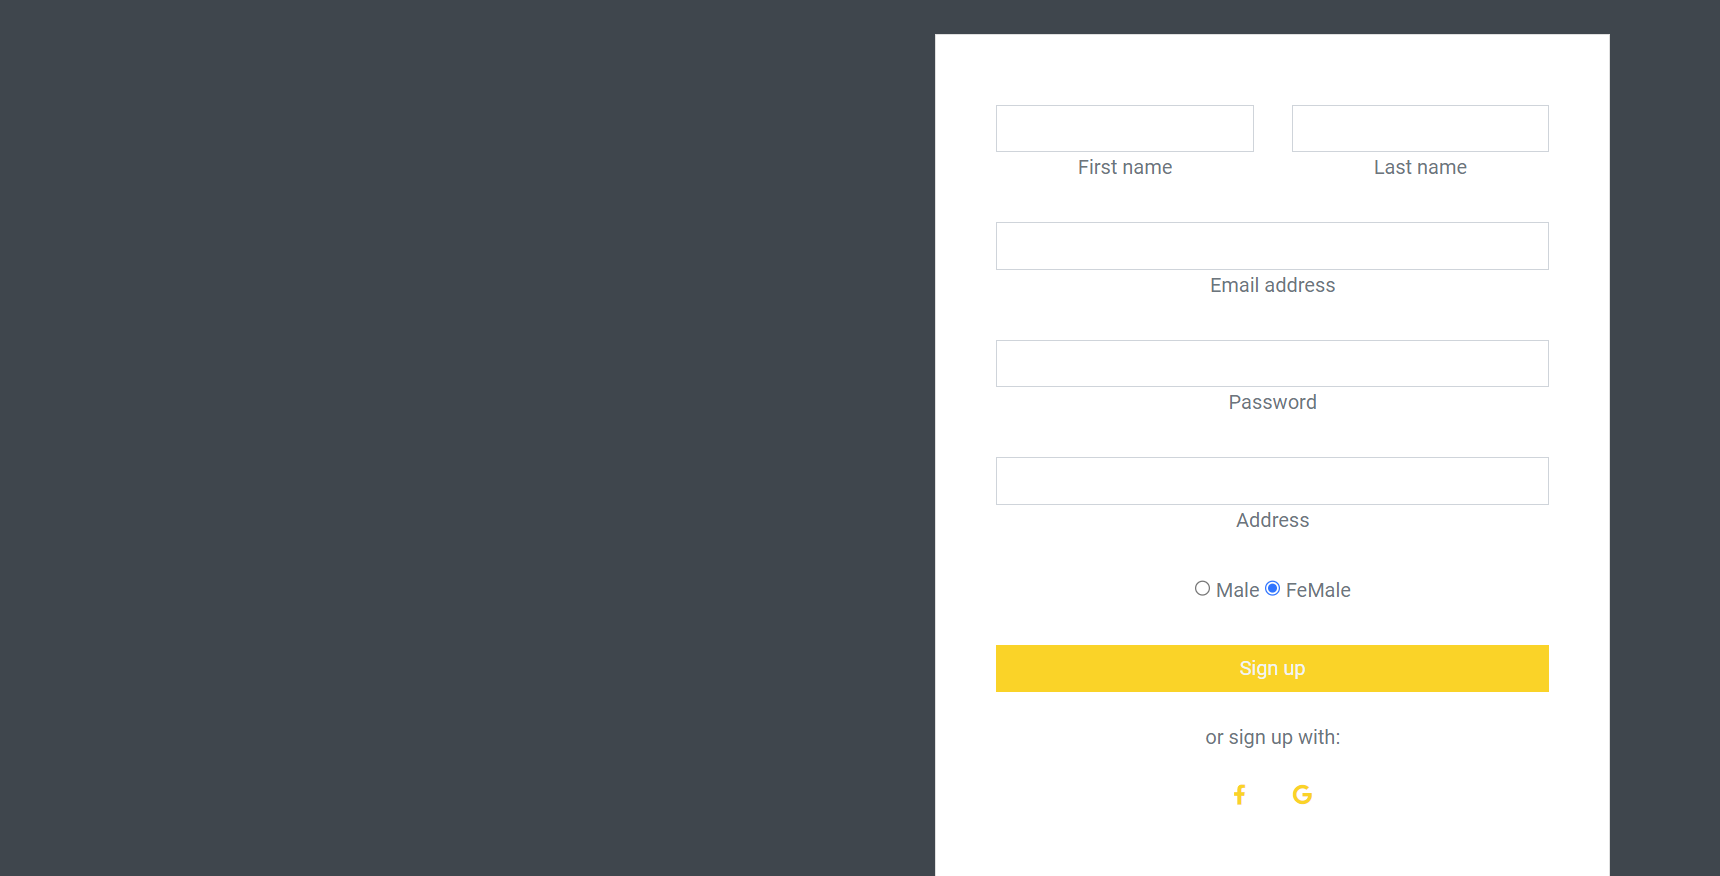 First name Last name
Email address
Password
Address
Male FeMale
Sign up
or sign up with: